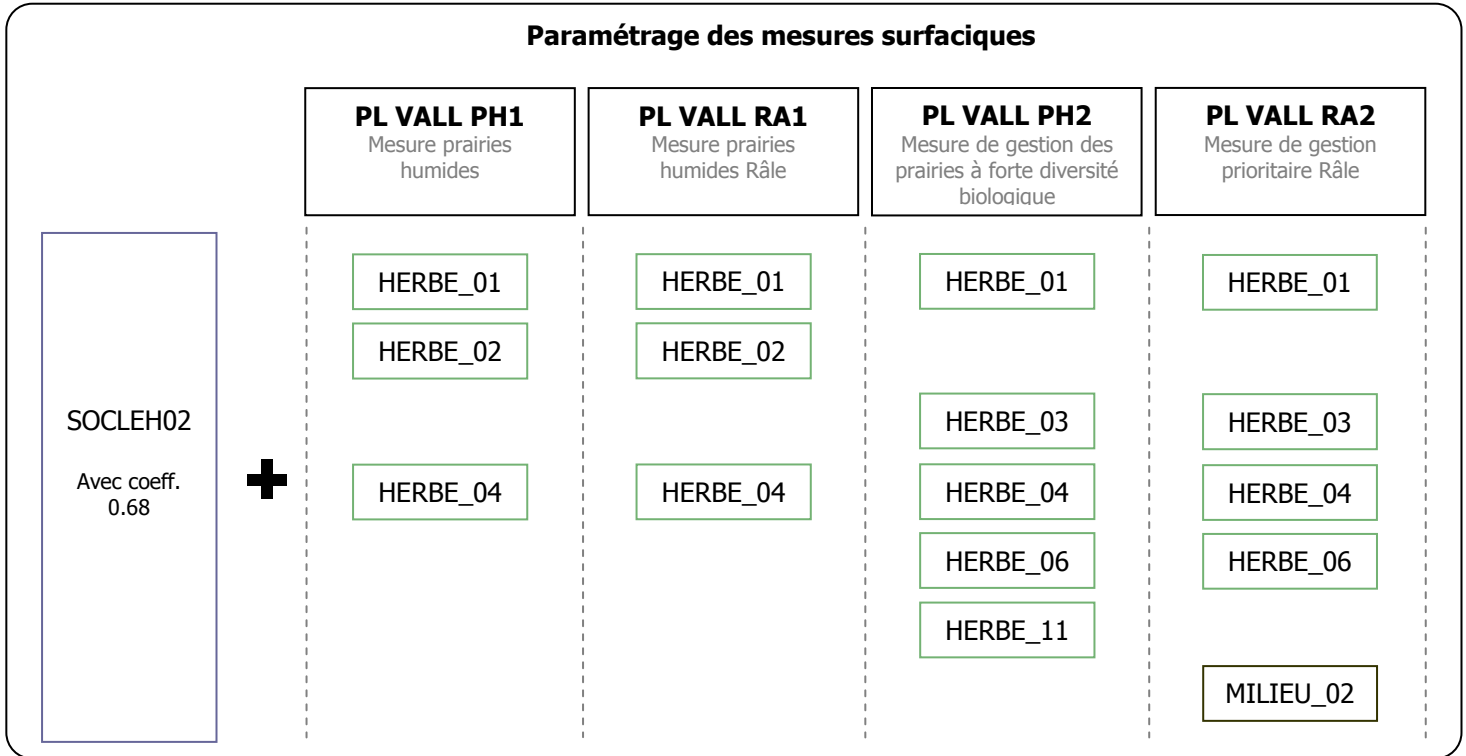 Paramétrage des mesures surfaciques
PL VALL PH1
Mesure prairies
humides
PL VALL RA1
Mesure prairies
humides Râle
PL VALL PH2
Mesure de gestion des
prairies à forte diversité
biologique
PL VALL RA2
Mesure de gestion
prioritaire Râle
SOCLEH02
Avec coeff.
0.68
HERBE_01
HERBE_02
HERBE_04
HERBE_01
HERBE_02
HERBE_04
HERBE_01
HERBE_03
HERBE_04
HERBE_06
HERBE_11
HERBE_01
HERBE_03
HERBE_04
HERBE_06
MILIEU_02